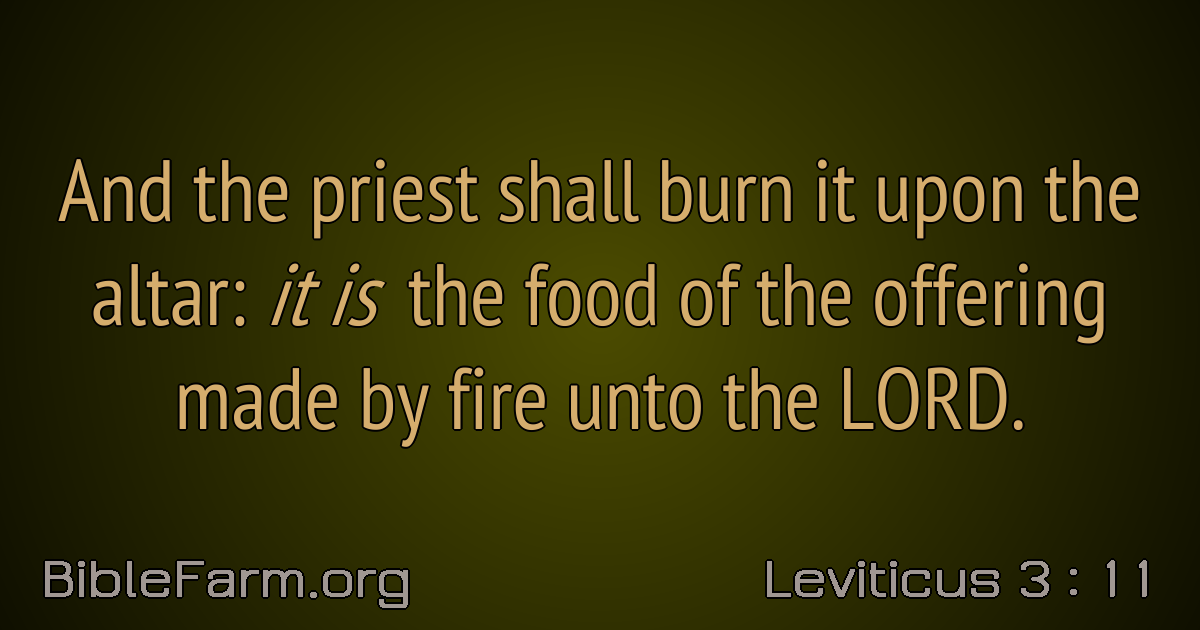 And the priest shall burn it upon the
altar: it is the food of the offering
made by fire unto the LORD.
BibleFarm.org
Leviticus 3 : 11